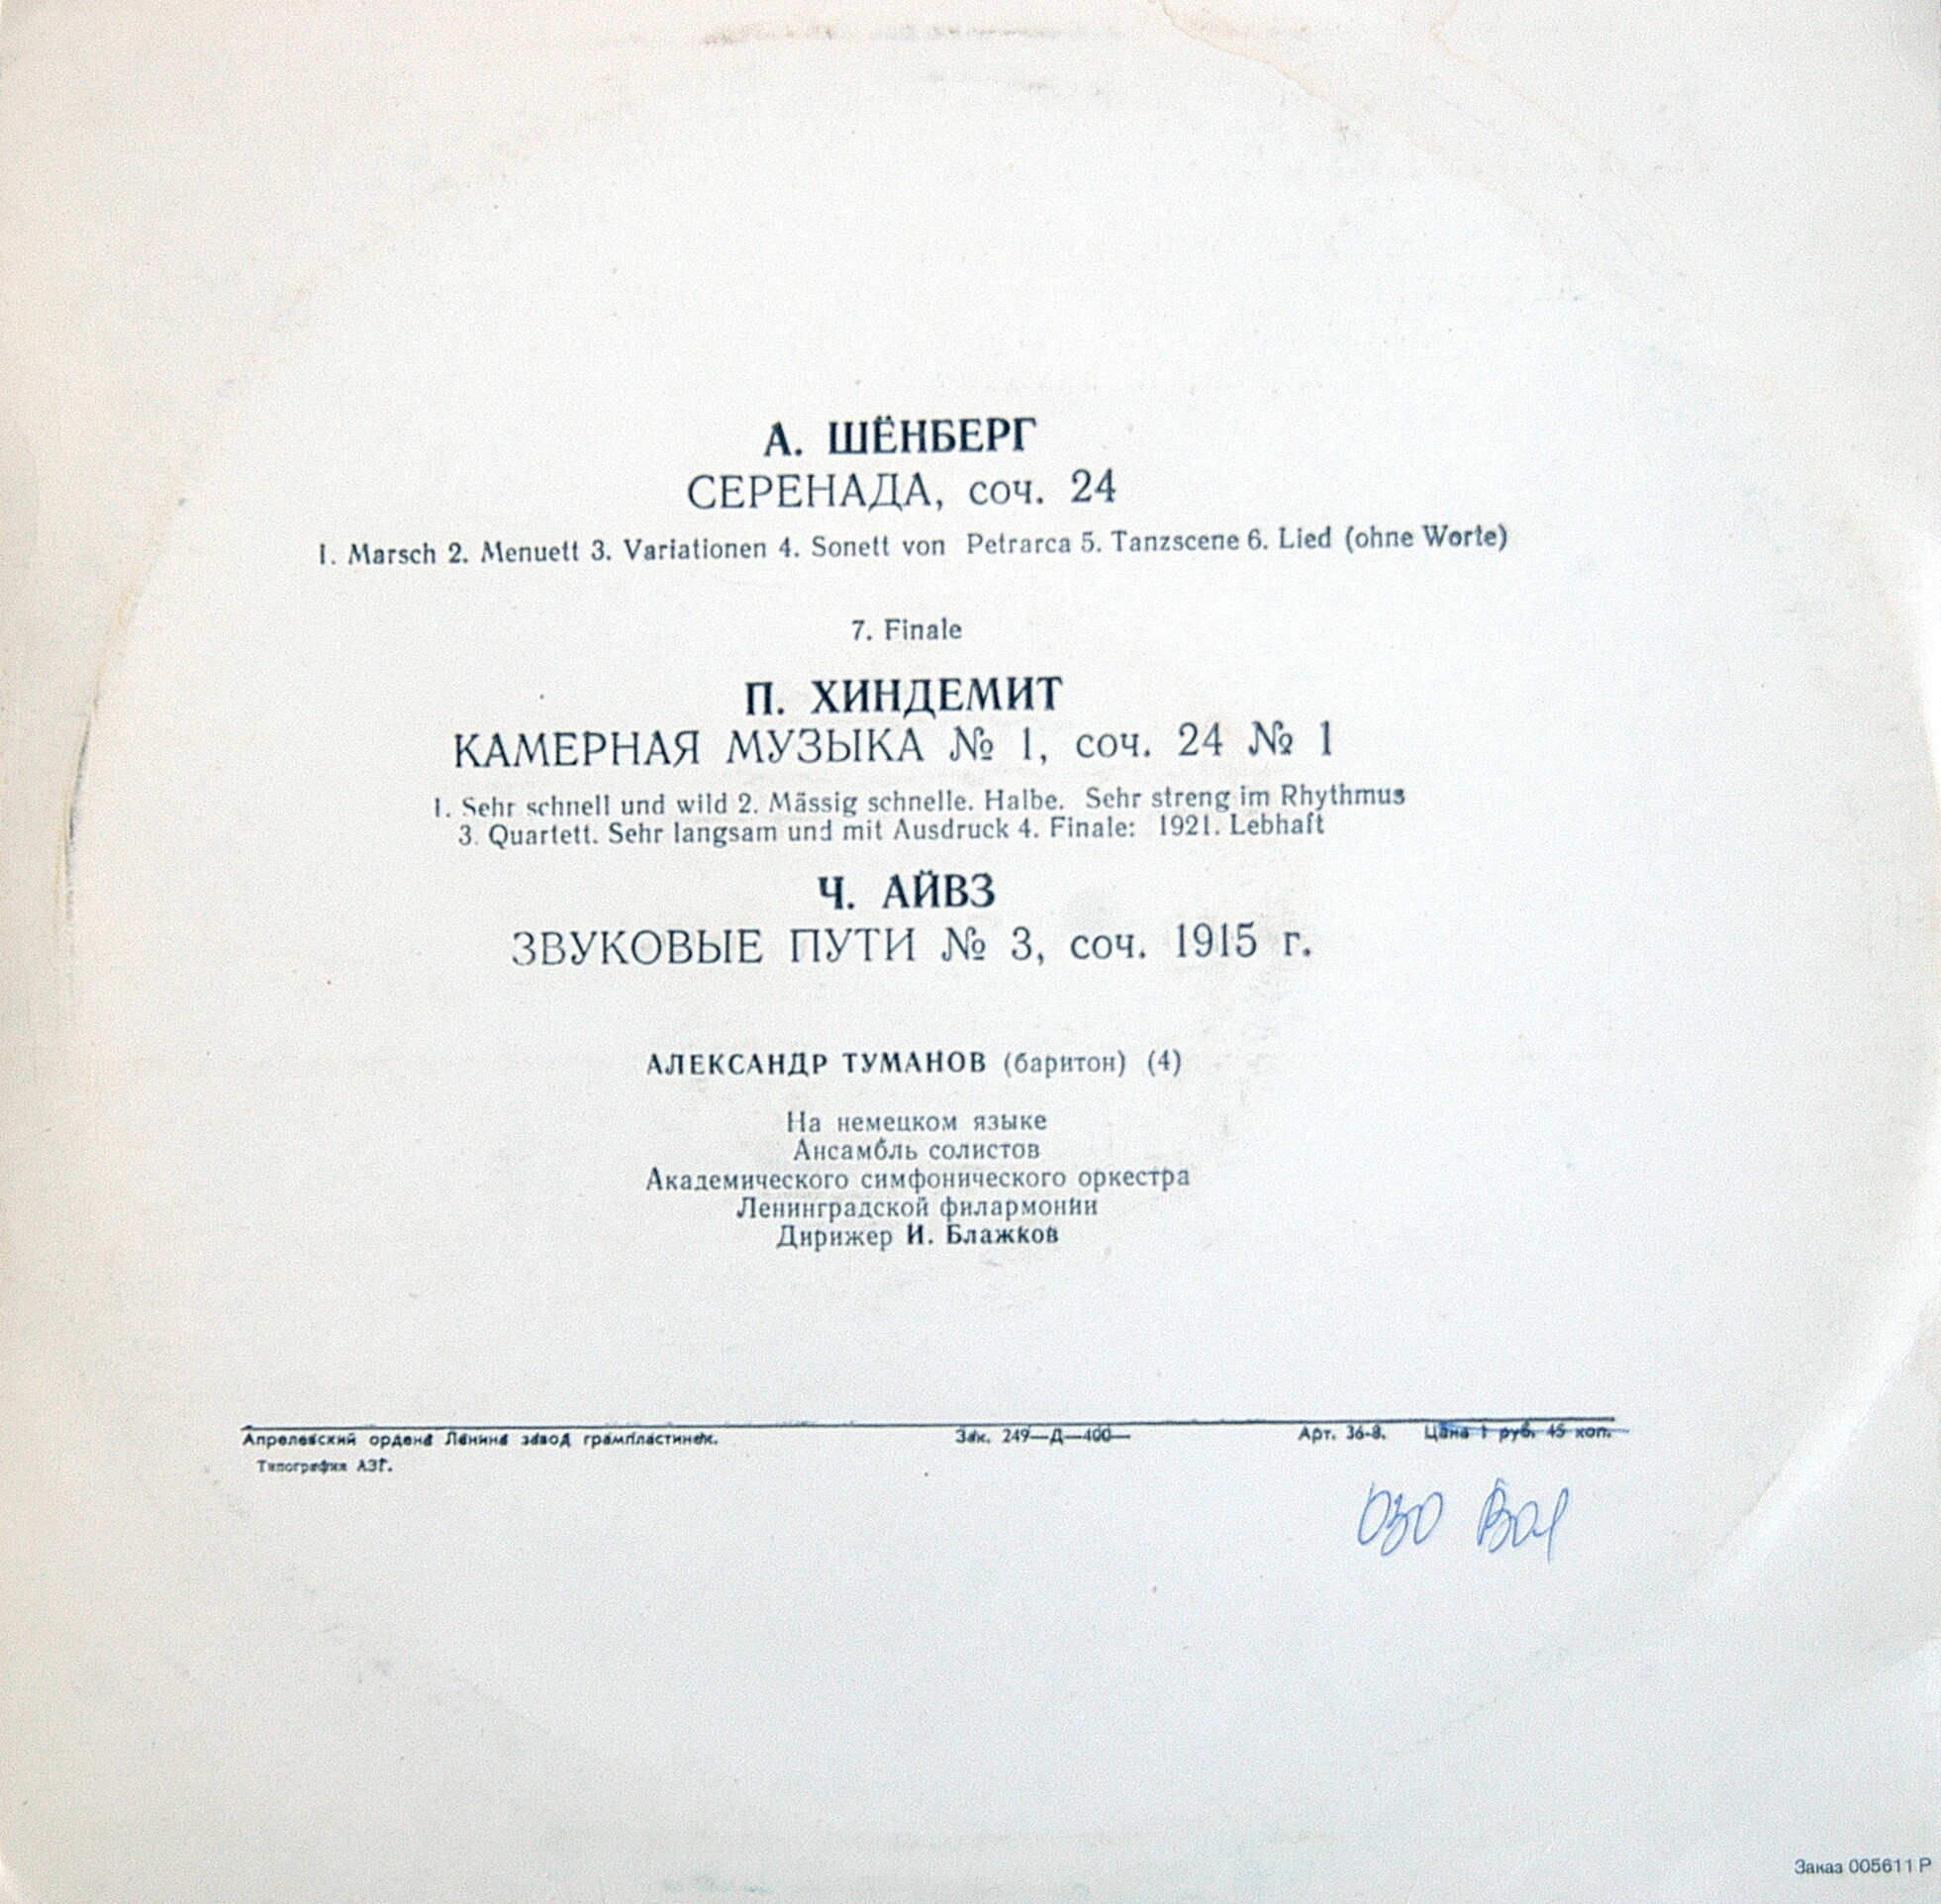 А. ШЁНБЕРГ
СЕРЕНАДА, соч. 24
1. Marsch 2. Menuett 3. Variationen 4. Sonett von Petrarca 5. Tanzscene 6. Lied (ohne Worte)
7. Finale
П. ХИНДЕМИТ
КАМЕРНАЯ МУЗЫКА № 1, соч. 24 № 1
1. Sehr schnell und wild 2. Mässig schnelle. Halbe. Sehr streng im Rhythmus
3. Quartett. Sehr langsam und mit Ausdruck 4. Finale: 1921. Lebhaft
Ч. АЙВЗ
ЗВУКОВЫЕ ПУТИ № 3, соч. 1915 г.
АЛЕКСАНДР ТУМАНОВ (баритон) (4)
На немецком языке
Ансамбль солистов
Академического симфонического оркестра
Ленинградской филармонии
Дирижер И. Блажков
Апрелевский ордена Ленина завод грампластинок. Зак. 249—Д—400— Арт. 36-8. Цена 1 руб. 45 коп.
Типография АЗГ.
Заказ 005611 Р